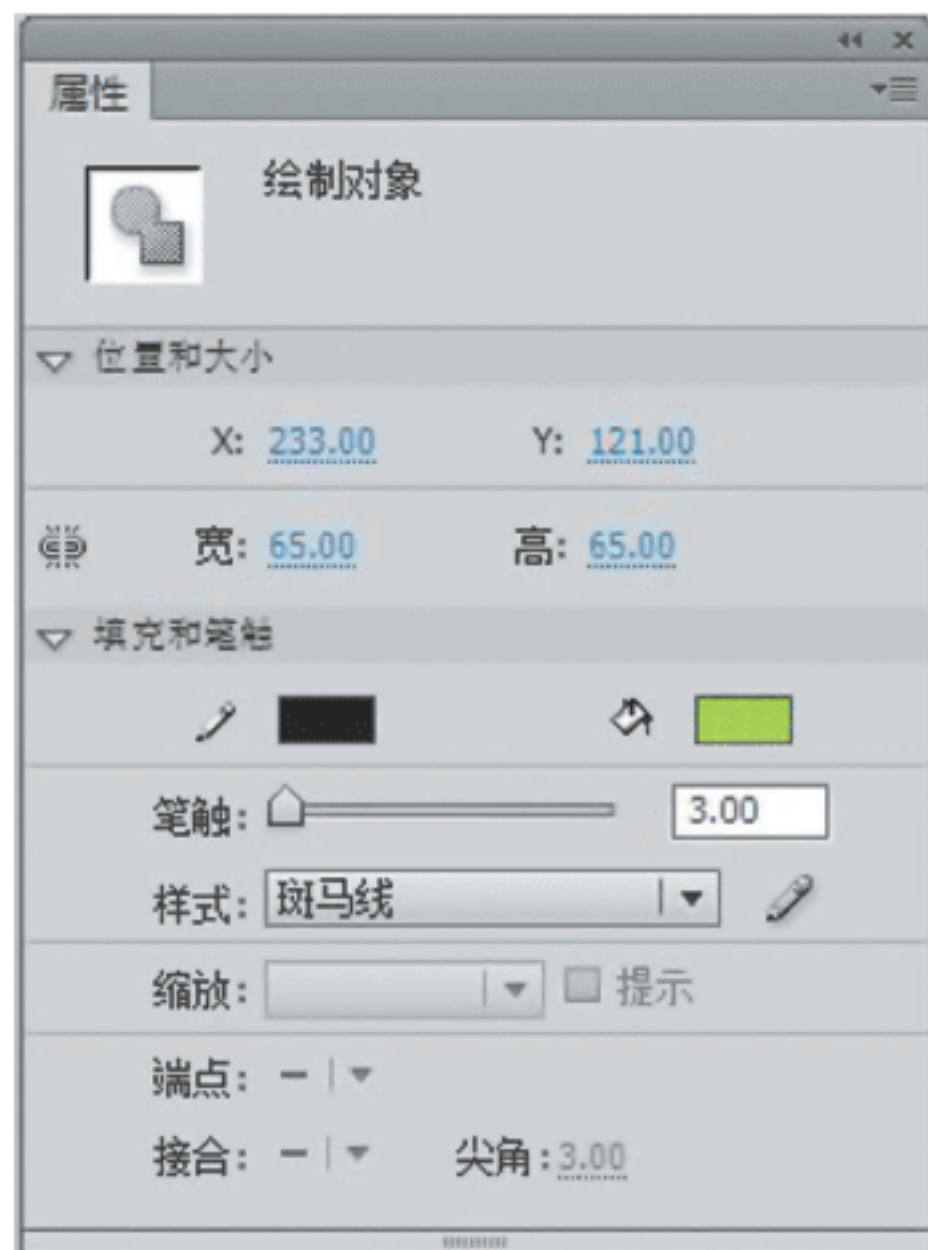 属性
绘制对象
位置和大小
X: 233.00 Y: 121.00
宽: 65.00 高: 65.00
填充和笔触
笔触: 3.00
样式: 斑马线
缩放: 提示
端点:
接合: 尖角: 3.00